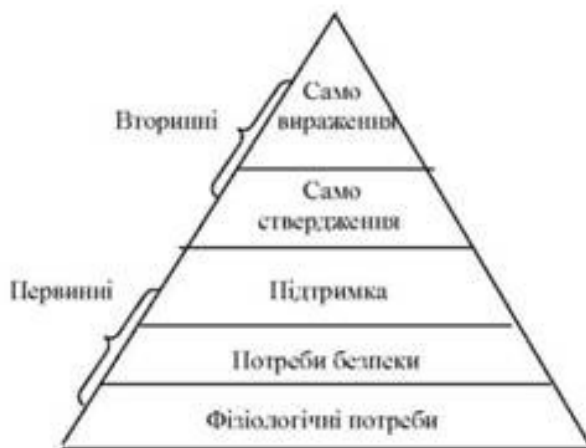 Само
вираження
Вторинні
Само
ствердження
Первинні
Підтримка
Потреби безпеки
Фізіологічні потреби